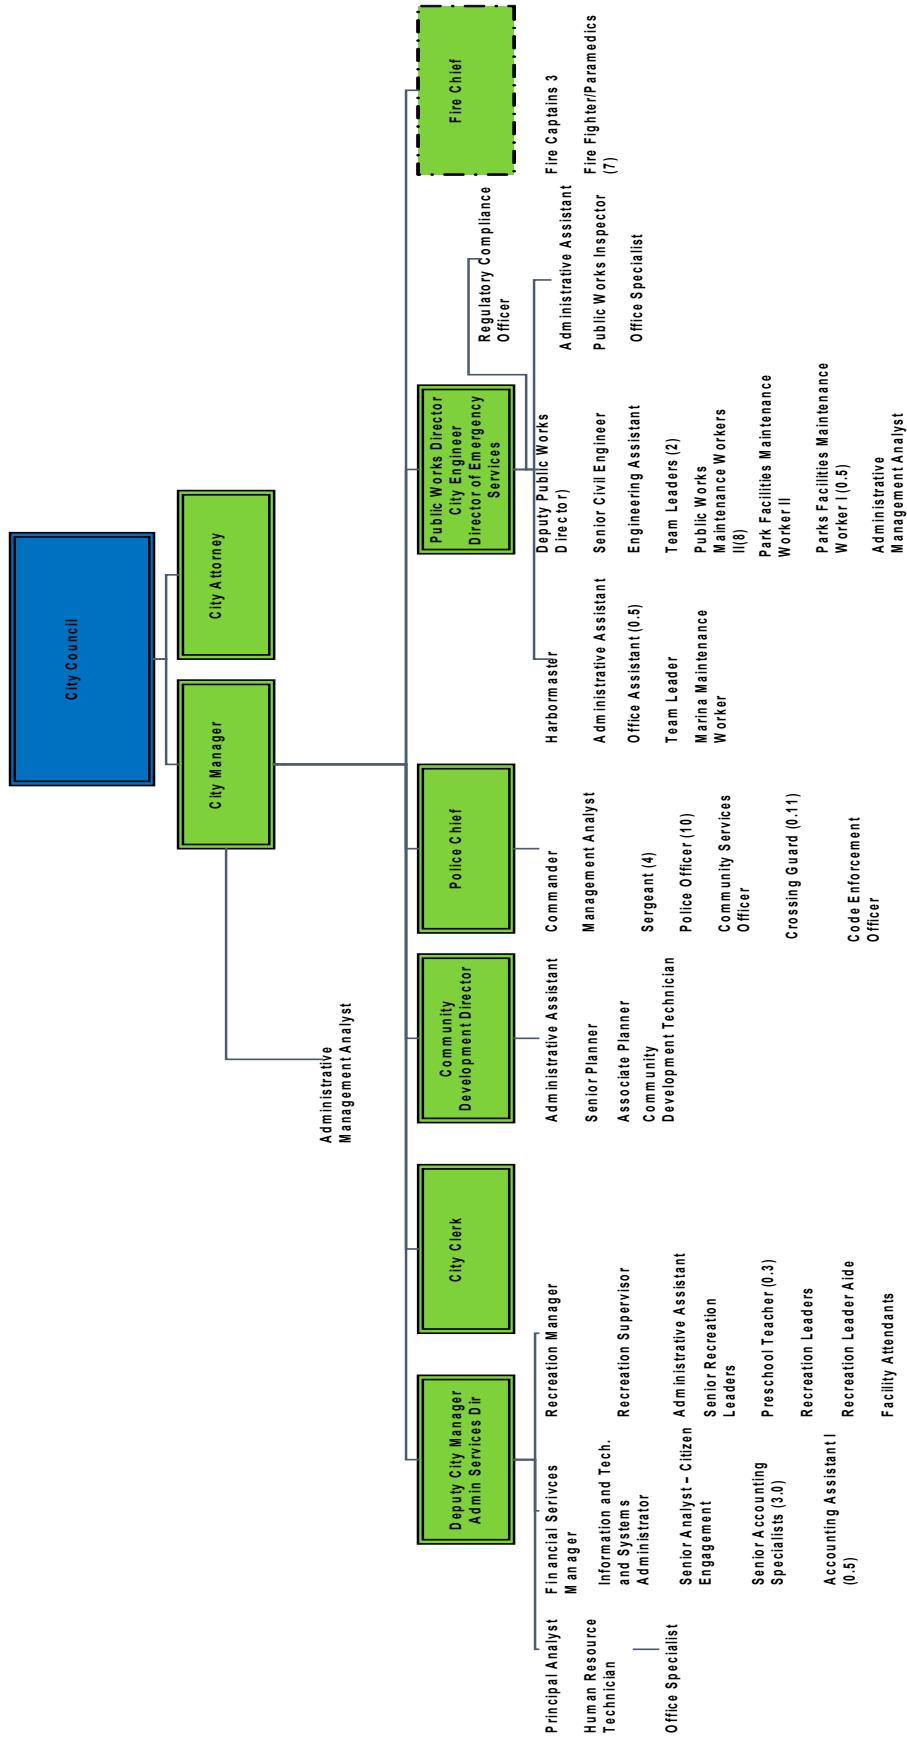 City Council
City Manager
City Attorney
Administrative
Management Analyst
Deputy City Manager
Admin Services Dir
City Clerk
Community
Development Director
Police Chief
Public Works Director
City Engineer
Director of Emergency
Services
Fire Chief
Principal Analyst
Human Resource
Technician
Office Specialist
Financial Serivces
Manager
Information and Tech.
and Systems
Administrator
Senior Analyst – Citizen
Engagement
Senior Accounting
Specialists (3.0)
Accounting Assistant I
(0.5)
Recreation Manager
Recreation Supervisor
Administrative Assistant
Senior Recreation
Leaders
Preschool Teacher (0.3)
Recreation Leaders
Recreation Leader Aide
Facility Attendants
Administrative Assistant
Senior Planner
Associate Planner
Community
Development Technician
Commander
Management Analyst
Sergeant (4)
Police Officer (10)
Community Services
Officer
Crossing Guard (0.11)
Code Enforcement
Officer
Harbormaster
Administrative Assistant
Office Assistant (0.5)
Team Leader
Marina Maintenance
Worker
Deputy Public Works
Director)
Senior Civil Engineer
Engineering Assistant
Team Leaders (2)
Public Works
Maintenance Workers
II(8)
Park Facilities Maintenance
Worker II
Parks Facilities Maintenance
Worker I (0.5)
Administrative
Management Analyst
Regulatory Compliance
Officer
Administrative Assistant
Public Works Inspector
Office Specialist
Fire Captains 3
Fire Fighter/Paramedics
(7)